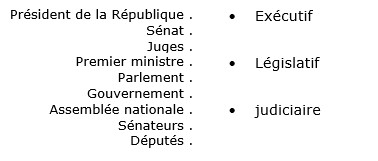 Président de la République . • Exécutif
Sénat .
Juges .
Premier ministre . • Législatif
Parlement .
Gouvernement .
Assemblée nationale . • judiciaire
Sénateurs .
Députés .